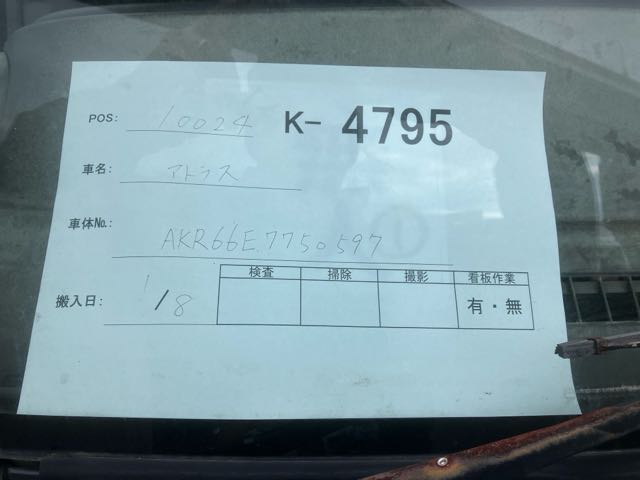 POS: 10024 K- 4795
車名: アトラス
車体No.: AKR66E7750597
検査 掃除 撮影 看板作業
搬入日: 1/8 有・無